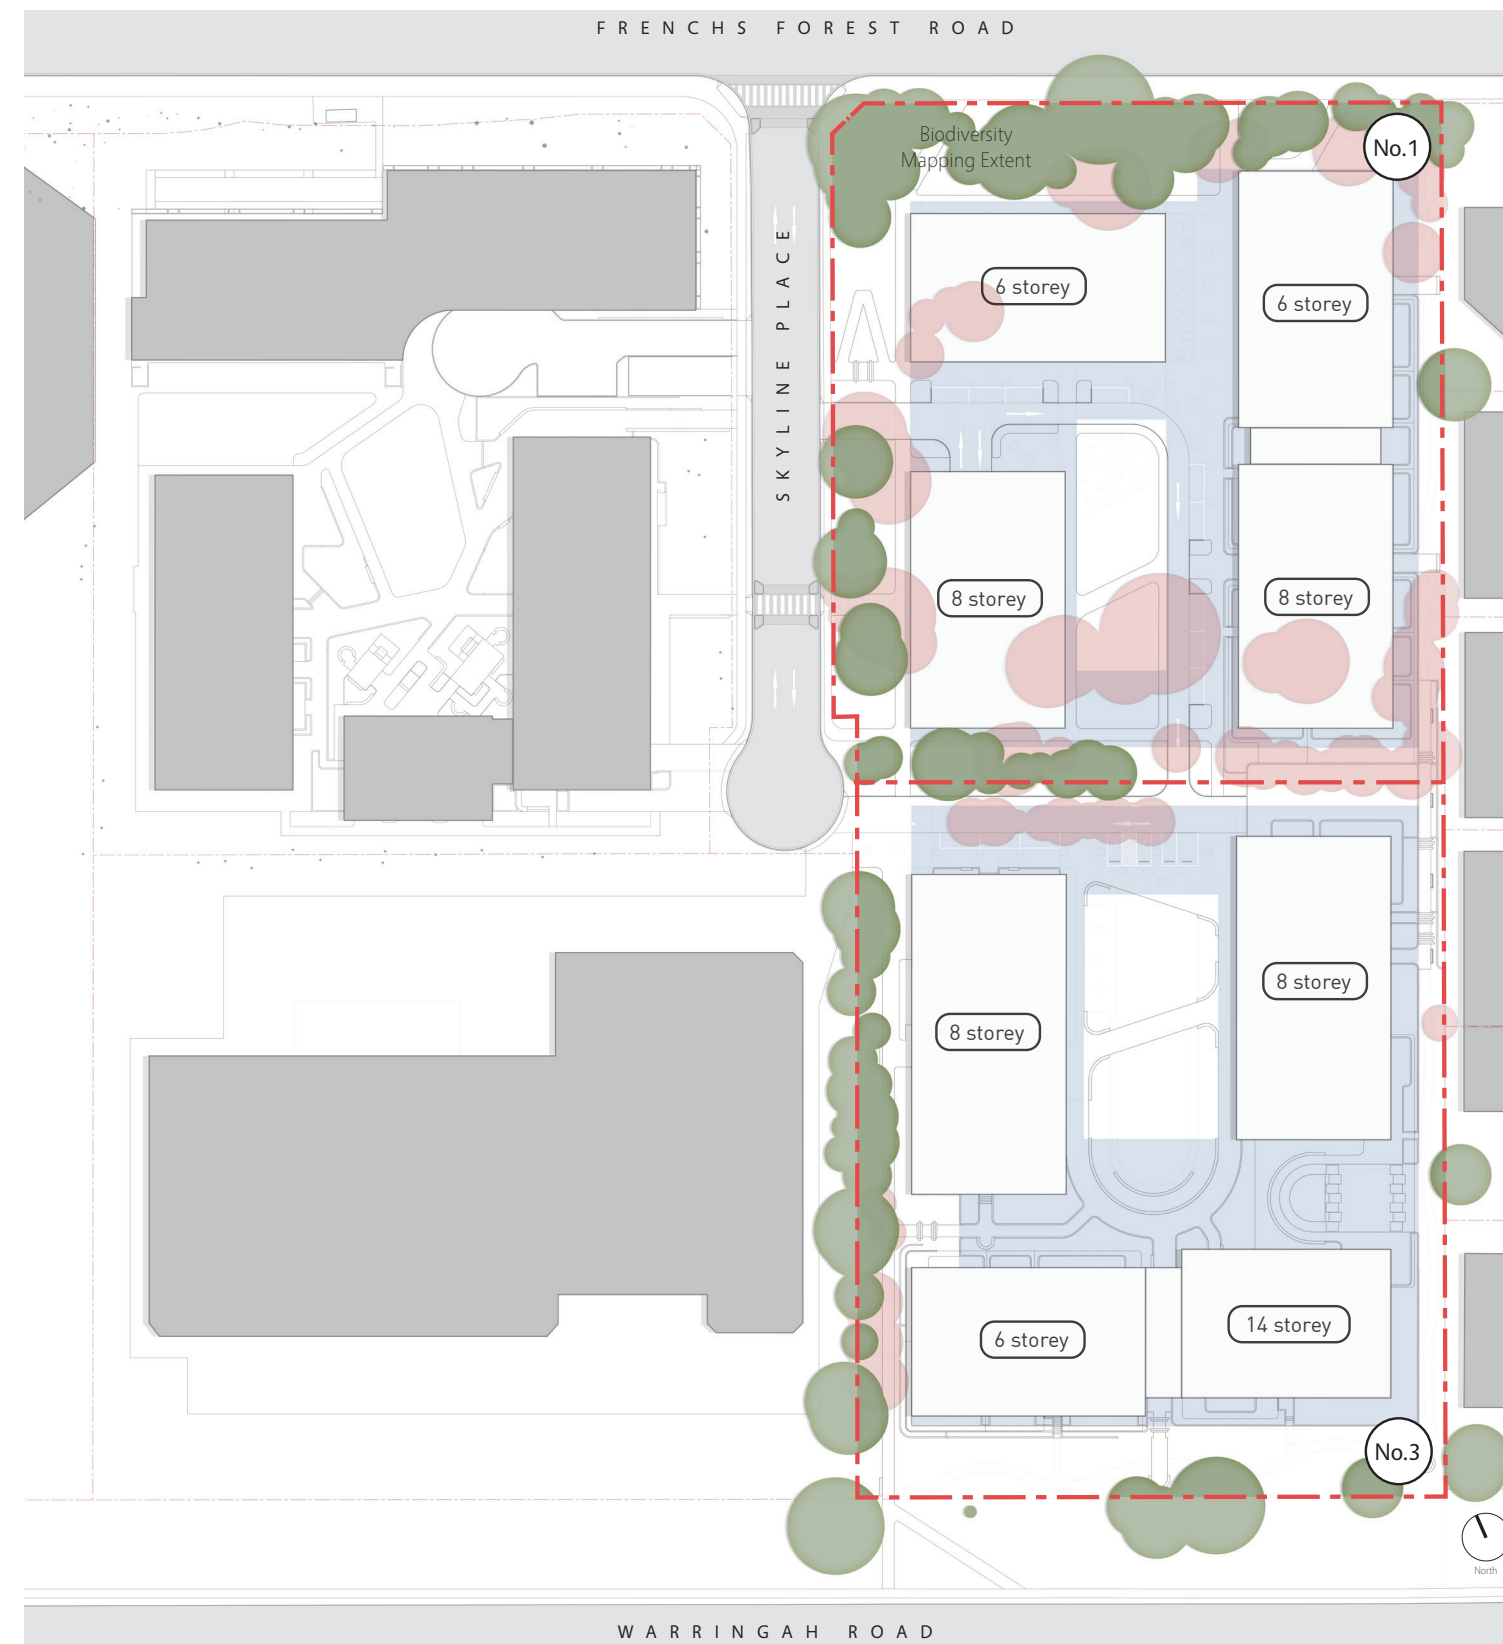 FRENCHS FOREST ROAD
Biodiversity
Mapping Extent
No.1
SKYLINE PLACE
6 storey
6 storey
8 storey
8 storey
8 storey
8 storey
14 storey
6 storey
No.3
North
WARRINGAH ROAD